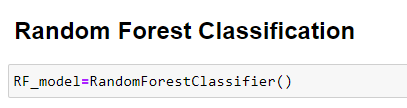 Random Forest Classification
RF_model=RandomForestClassifier()